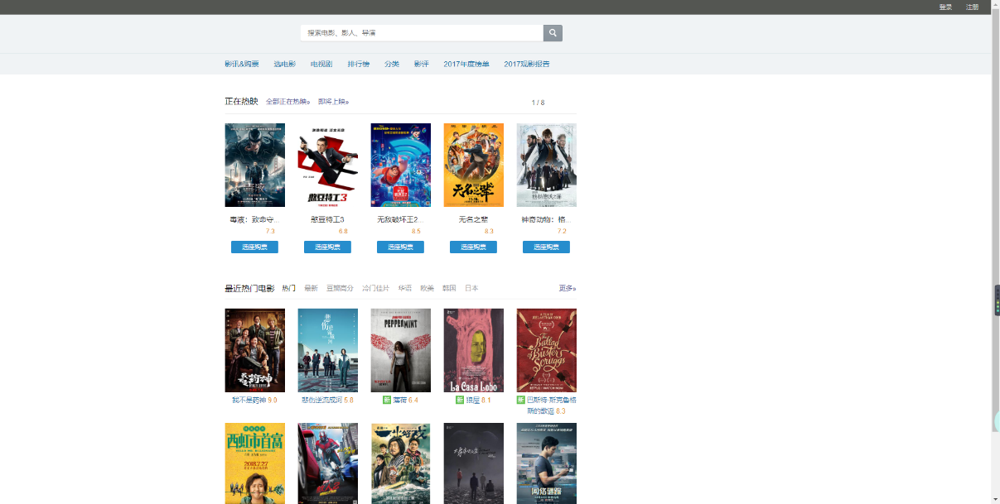 登录 注册
搜索电影、影人、导演
影讯&购票 选电影 电视剧 排行榜 分类 影评 2017年度榜单 2017观影报告
正在热映 全部正在热映» 即将上映» 1 / 8
毒液
憨豆特工3
无名之辈
毒液：致命守... 憨豆特工3 无敌破坏王2... 无名之辈 神奇动物：格...
7.3 6.8 8.5 8.3 7.2
选座购票 选座购票 选座购票 选座购票 选座购票
最近热门电影 热门 最新 豆瓣高分 冷门佳片 华语 欧美 韩国 日本 更多»
我不是药神
PEPPERMINT
La Casa Lobo
The Ballad of Buster Scruggs
我不是药神 9.0 悲伤逆流成河 5.8 新 薄荷 6.4 新 狼屋 8.1 新 巴斯特·斯克鲁格
斯的歌谣 8.3
西虹市首富
2018.7.27
网络谜踪